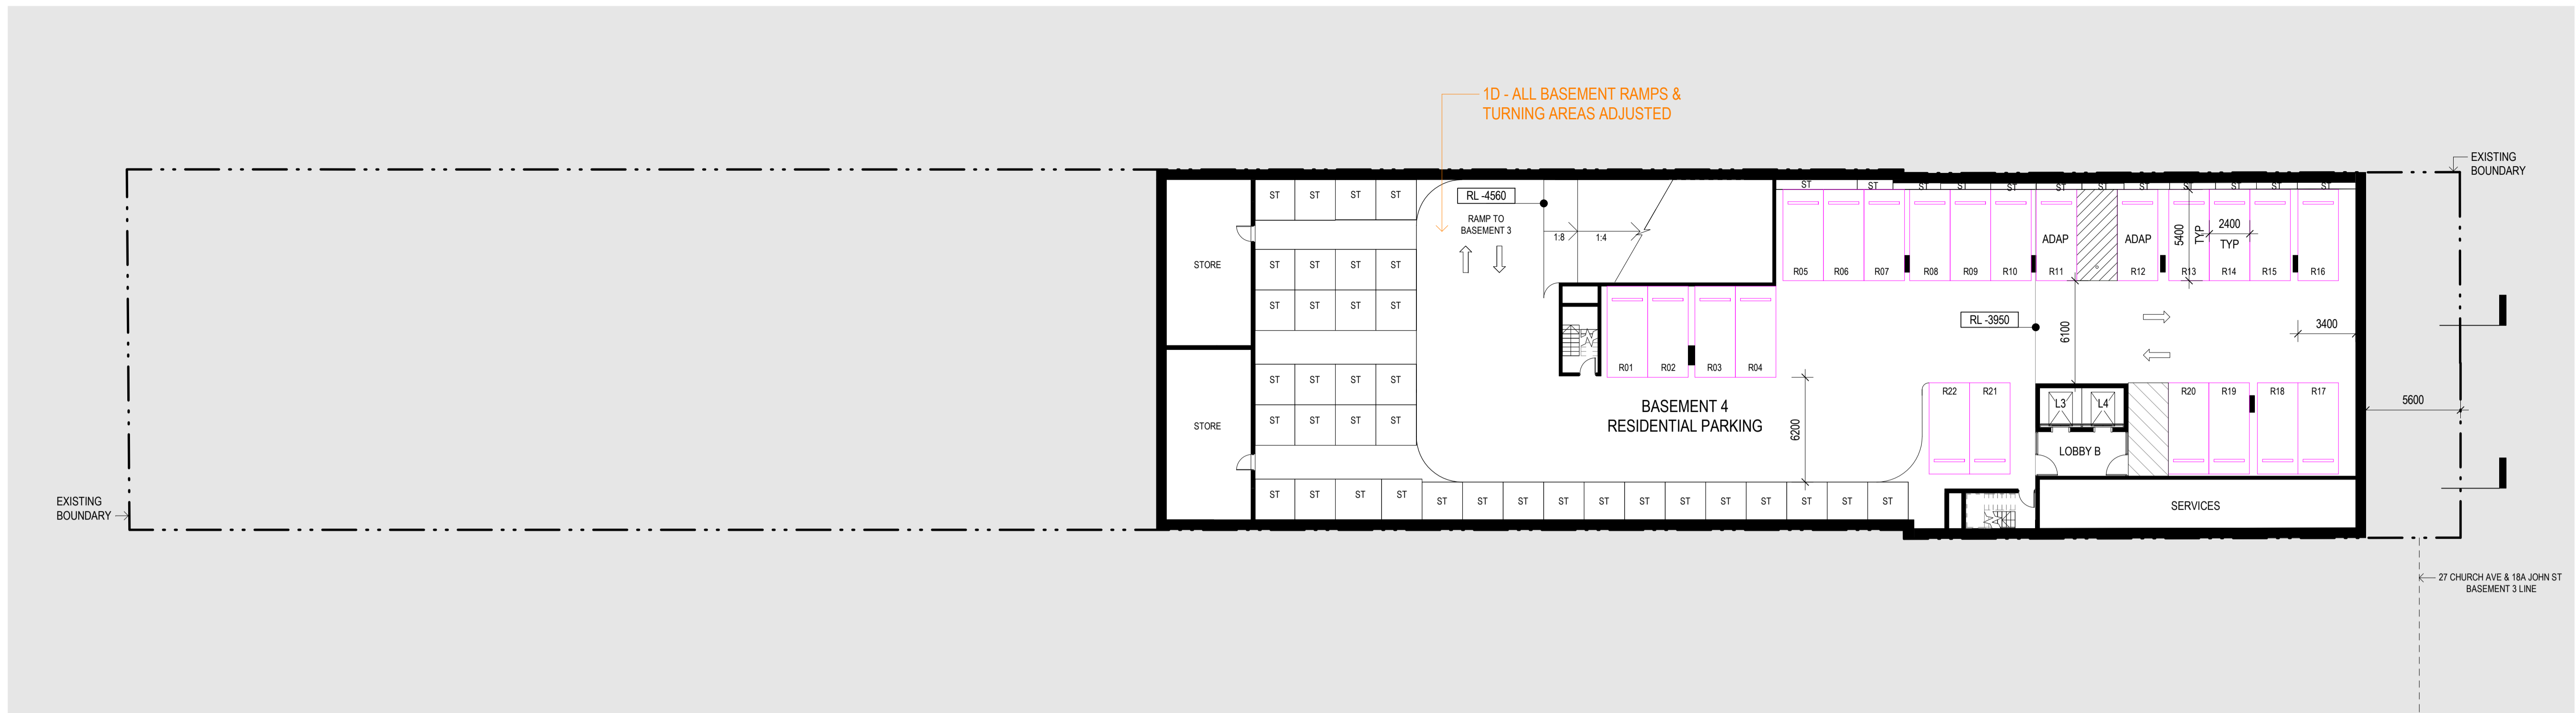 1D - ALL BASEMENT RAMPS &
TURNING AREAS ADJUSTED
EXISTING
BOUNDARY
ST ST ST ST
RL -4560
RAMP TO
BASEMENT 3
1:8 1:4
ST ST ST ST ST ST ST ST ST ST ST ST
STORE
ST ST ST ST
ST ST ST ST
ADAP
ADAP
5400
TYP
2400
TYP
R05 R06 R07 R08 R09 R10 R11 R12 R13 R14 R15 R16
RL -3950
6100
3400
R01 R02 R03 R04
ST ST ST ST
ST ST ST ST
STORE
BASEMENT 4
RESIDENTIAL PARKING
6200
R22 R21
L3 L4
LOBBY B
R20 R19 R18 R17
5600
EXISTING
BOUNDARY
ST ST ST ST ST ST ST ST ST ST ST ST ST ST ST ST
SERVICES
27 CHURCH AVE & 18A JOHN ST
BASEMENT 3 LINE